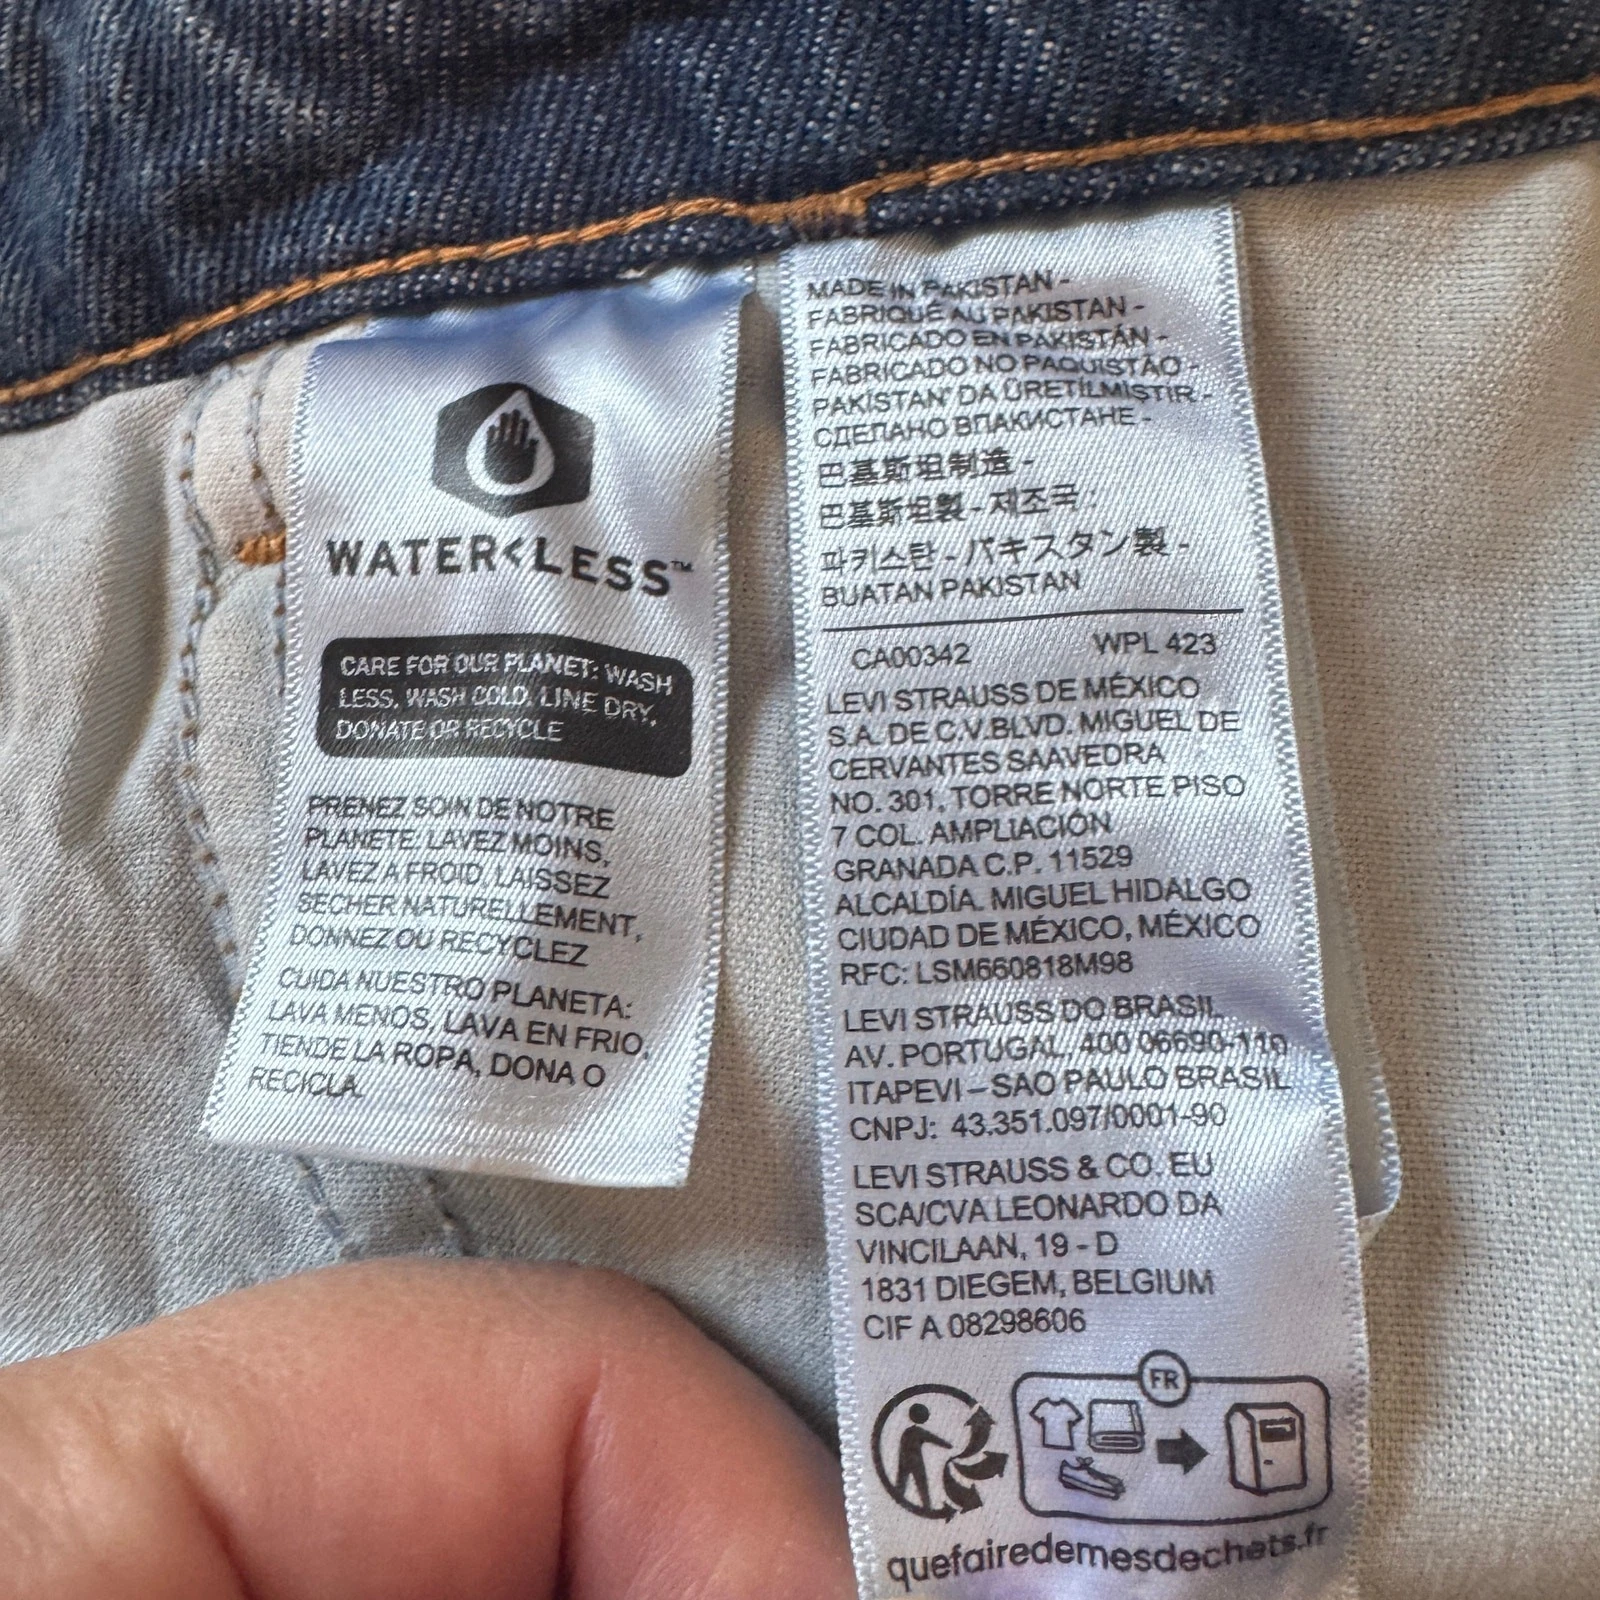 WATER<LESS™
CARE FOR OUR PLANET: WASH
LESS, WASH COLD, LINE DRY,
DONATE OR RECYCLE
PRENEZ SOIN DE NOTRE
PLANETE. LAVEZ MOINS,
LAVEZ A FROID, LAISSEZ
SECHER NATURELLEMENT,
DONNEZ OU RECYCLEZ
CUIDA NUESTRO PLANETA:
LAVA MENOS, LAVA EN FRIO,
TIENDE LA ROPA, DONA O
RECICLA.
MADE IN PAKISTAN -
FABRIQUÉ AU PAKISTAN -
FABRICADO EN PAKISTÁN -
FABRICADO NO PAQUISTÃO -
PAKİSTAN' DA ÜRETİLMİSTİR -
СДЕЛАНО ВПАКИСТАНЕ -
巴基斯坦制造 -
巴基斯坦製 - 제조국 :
파키스탄 - パキスタン製 -
BUATAN PAKISTAN
CA00342 WPL 423
LEVI STRAUSS DE MÉXICO
S.A. DE C.V.BLVD. MIGUEL DE
CERVANTES SAAVEDRA
NO. 301, TORRE NORTE PISO
7 COL. AMPLIACIÓN
GRANADA C.P. 11529
ALCALDÍA. MIGUEL HIDALGO
CIUDAD DE MÉXICO, MÉXICO
RFC: LSM660818M98
LEVI STRAUSS DO BRASIL
AV. PORTUGAL, 400 06690-110
ITAPEVI – SAO PAULO BRASIL
CNPJ: 43.351.097/0001-90
LEVI STRAUSS & CO. EU
SCA/CVA LEONARDO DA
VINCILAAN, 19 - D
1831 DIEGEM, BELGIUM
CIF A 08298606
FR
quefairedemesdechets.fr